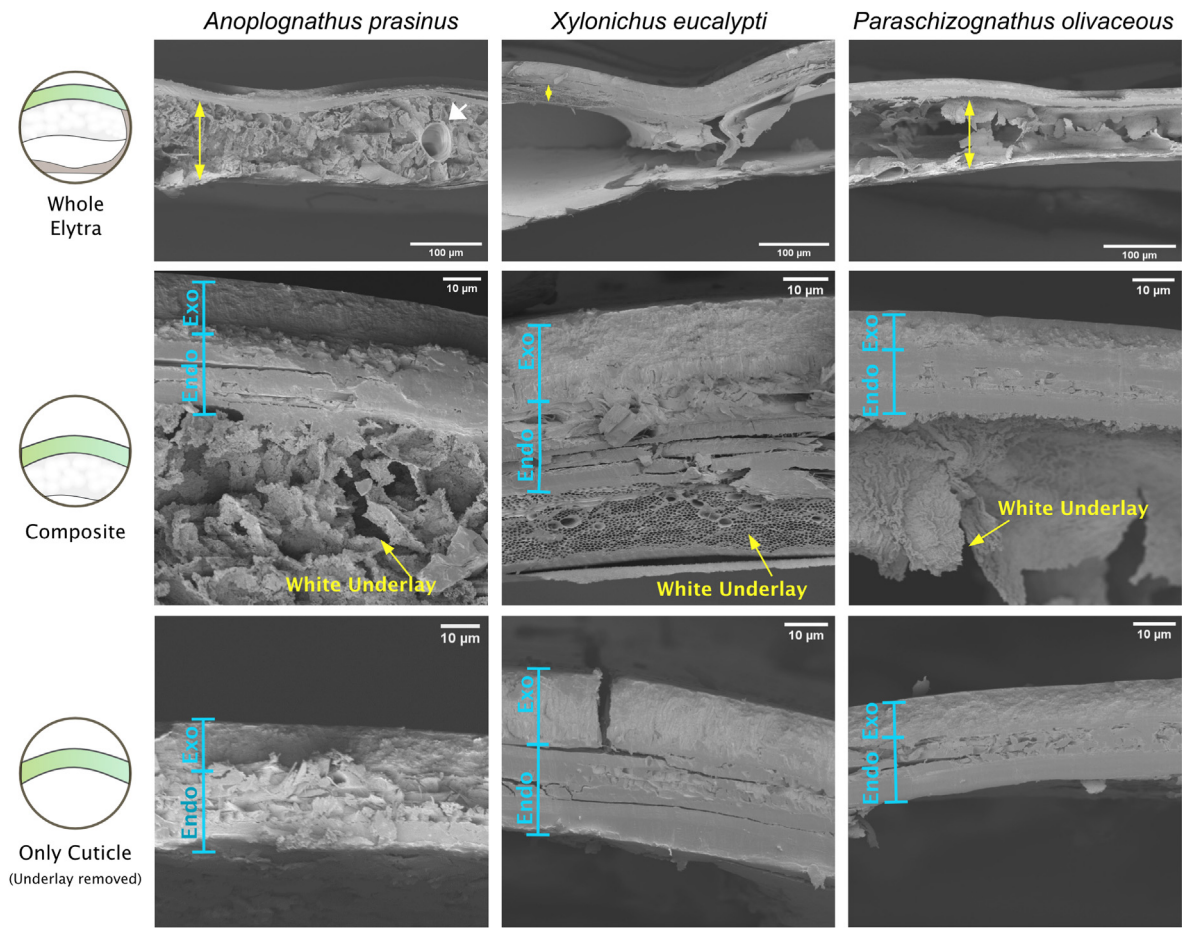 Anoplognathus prasinus
Xylonichus eucalypti
Paraschizognathus olivaceous
Whole
Elytra
100 µm
100 µm
100 µm
Composite
10 µm
Exo
Endo
White Underlay
10 µm
Exo
Endo
White Underlay
10 µm
Exo
Endo
White Underlay
Only Cuticle
(Underlay removed)
10 µm
Exo
Endo
10 µm
Exo
Endo
10 µm
Exo
Endo